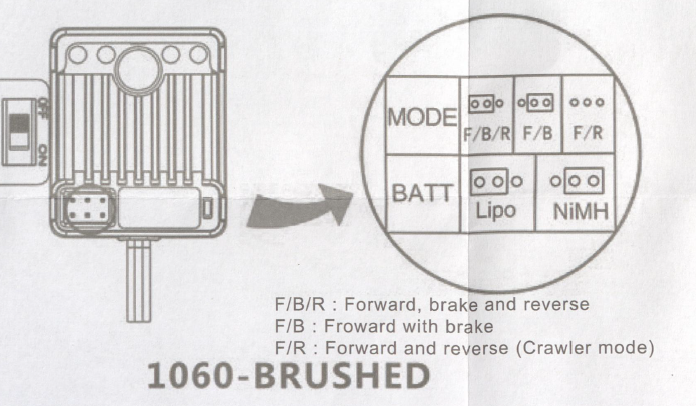 OFF
ON
MODE F/B/R F/B F/R
BATT Lipo NiMH
F/B/R : Forward, brake and reverse
F/B : Froward with brake
F/R : Forward and reverse (Crawler mode)
1060-BRUSHED